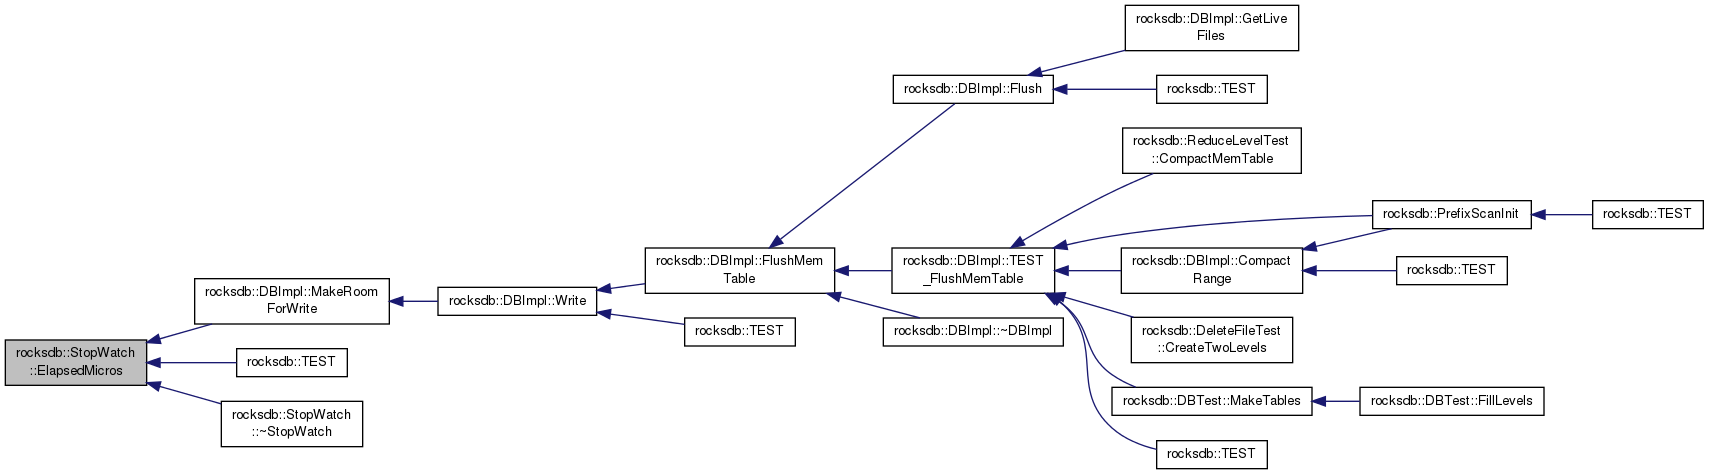 rocksdb::DBImpl::GetLive
Files
rocksdb::DBImpl::Flush
rocksdb::TEST
rocksdb::ReduceLevelTest
::CompactMemTable
rocksdb::PrefixScanInit
rocksdb::TEST
rocksdb::DBImpl::FlushMem
Table
rocksdb::DBImpl::TEST
_FlushMemTable
rocksdb::DBImpl::Compact
Range
rocksdb::TEST
rocksdb::DBImpl::MakeRoom
ForWrite
rocksdb::DBImpl::Write
rocksdb::TEST
rocksdb::DBImpl::~DBImpl
rocksdb::DeleteFileTest
::CreateTwoLevels
rocksdb::StopWatch
::ElapsedMicros
rocksdb::TEST
rocksdb::StopWatch
::~StopWatch
rocksdb::DBTest::MakeTables
rocksdb::DBTest::FillLevels
rocksdb::TEST